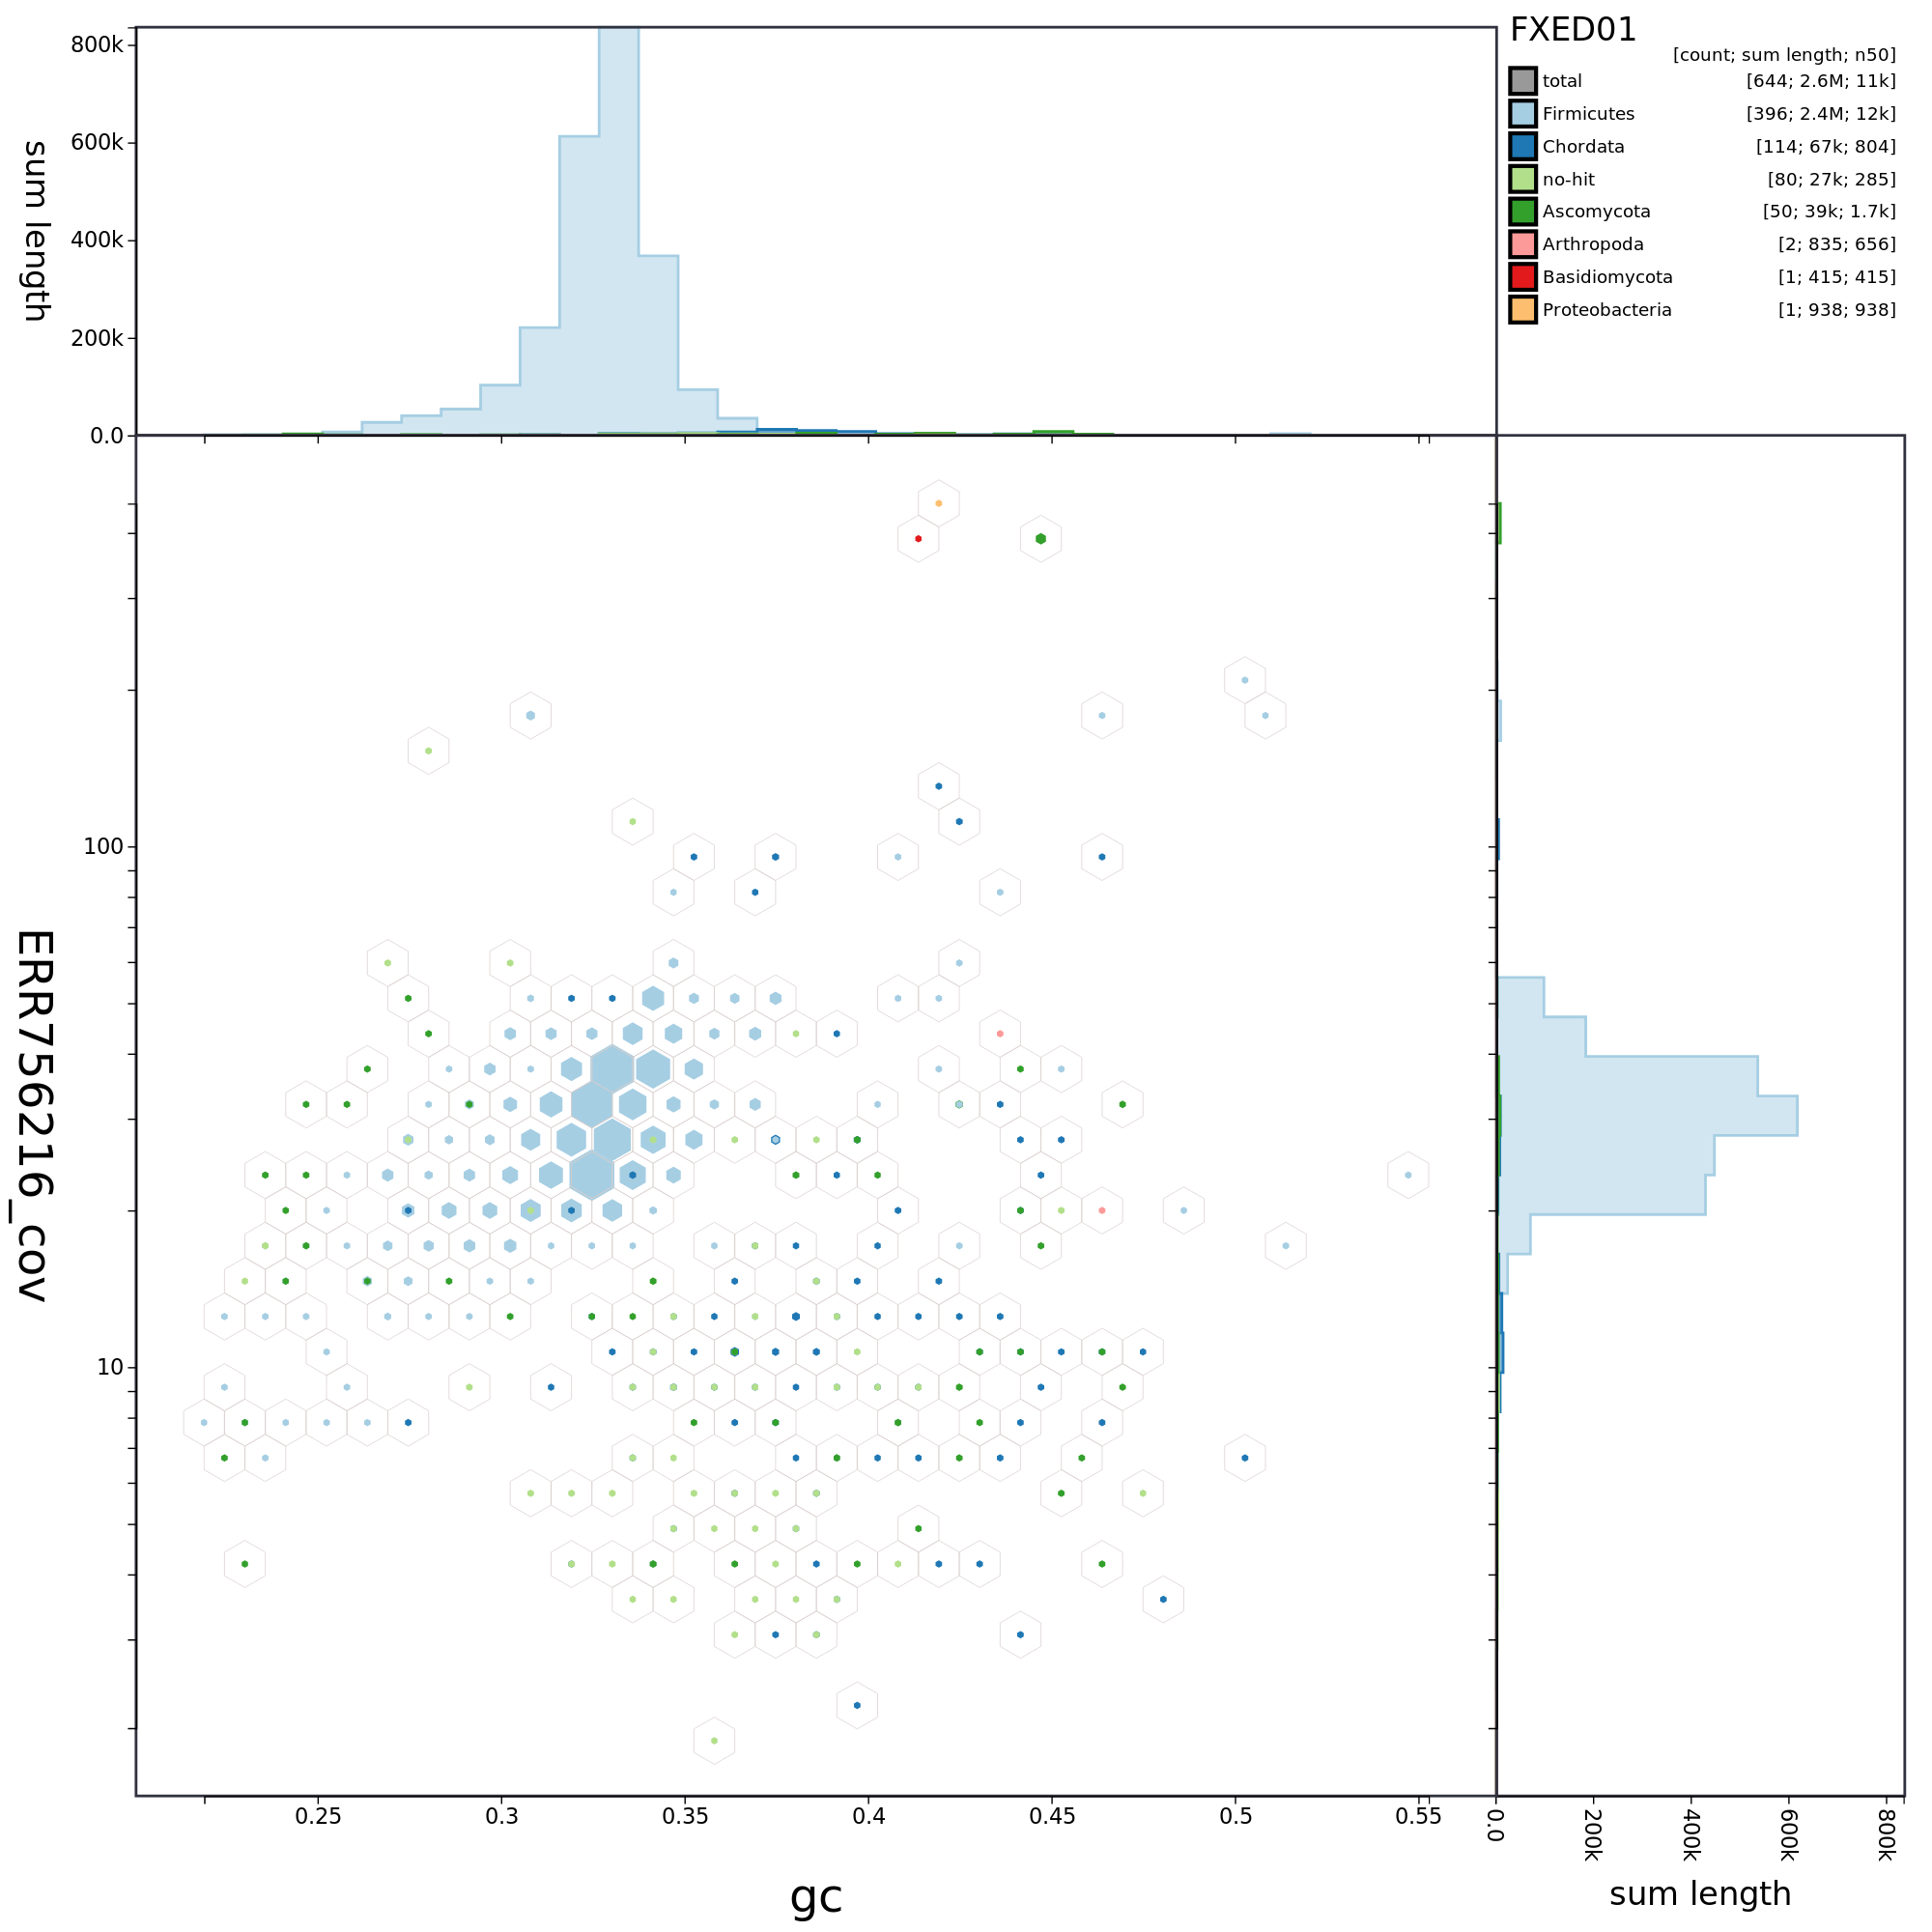 FXED01
[count; sum length; n50]
total [644; 2.6M; 11k]
Firmicutes [396; 2.4M; 12k]
Chordata [114; 67k; 804]
no-hit [80; 27k; 285]
Ascomycota [50; 39k; 1.7k]
Arthropoda [2; 835; 656]
Basidiomycota [1; 415; 415]
Proteobacteria [1; 938; 938]
sum length
800k
600k
400k
200k
0.0
ERR756216_cov
100
10
0.25 0.3 0.35 0.4 0.45 0.5 0.55
gc
0.0 200k 400k 600k 800k
sum length